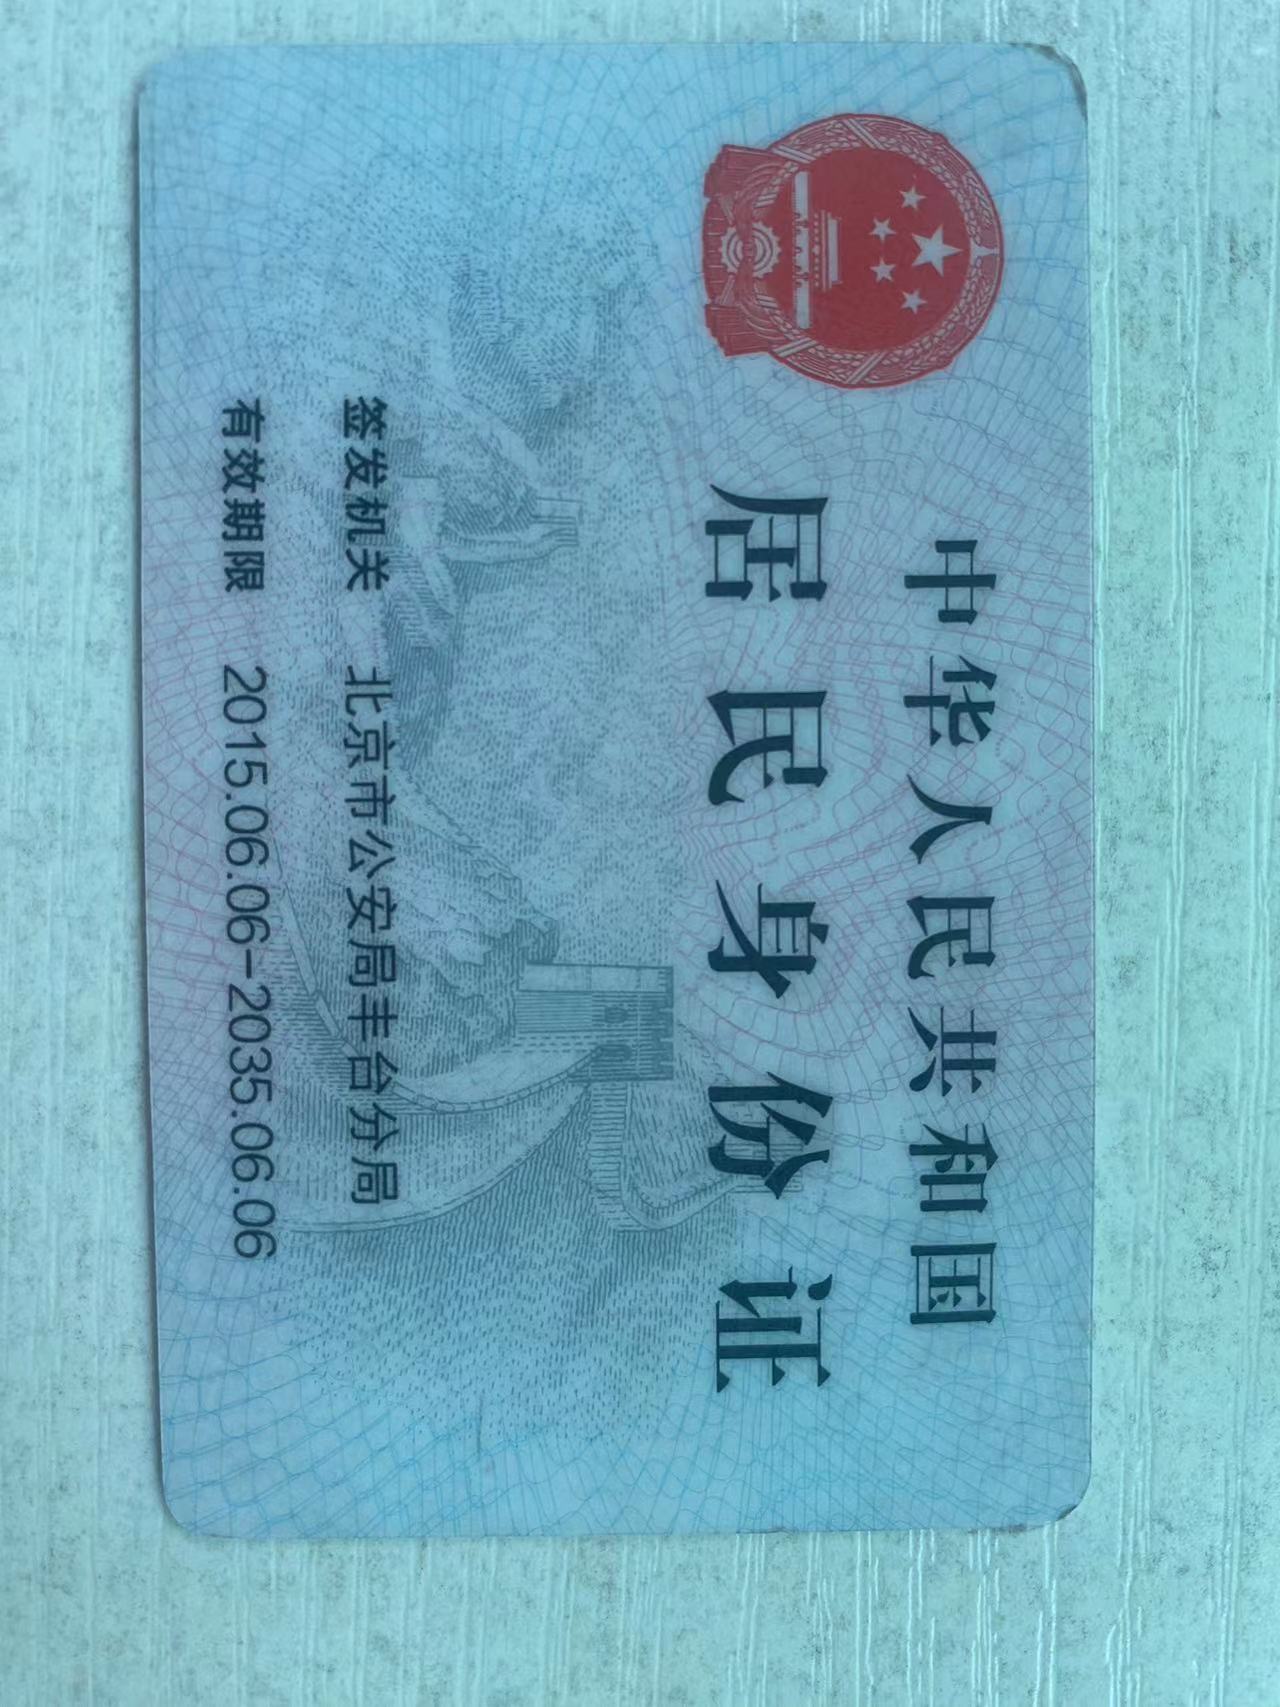 中华人民共和国
居民身份证
签发机关 北京市公安局丰台分局
有效期限 2015.06.06-2035.06.06